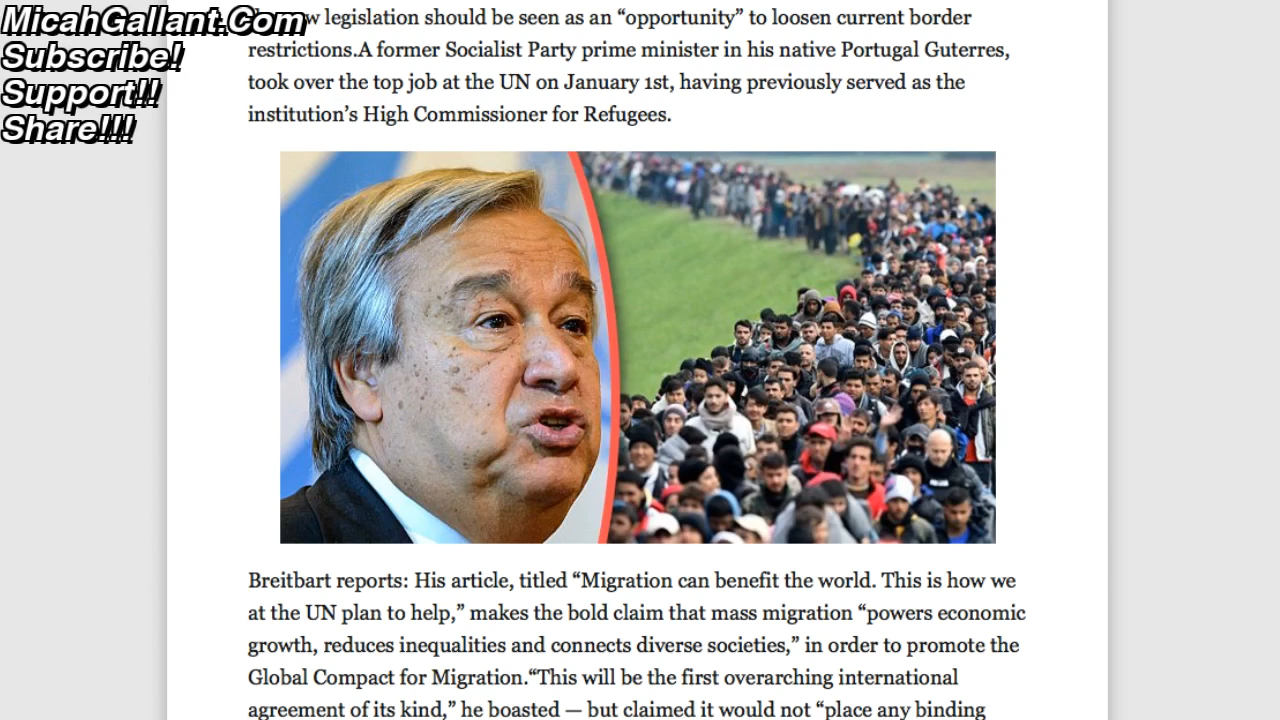 MicahGallant.Com
Subscribe!
Support!!
Share!!!
legislation should be seen as an “opportunity” to loosen current border
restrictions.A former Socialist Party prime minister in his native Portugal Guterres,
took over the top job at the UN on January 1st, having previously served as the
institution’s High Commissioner for Refugees.
Breitbart reports: His article, titled “Migration can benefit the world. This is how we
at the UN plan to help,” makes the bold claim that mass migration “powers economic
growth, reduces inequalities and connects diverse societies,” in order to promote the
Global Compact for Migration.“This will be the first overarching international
agreement of its kind,” he boasted — but claimed it would not “place any binding